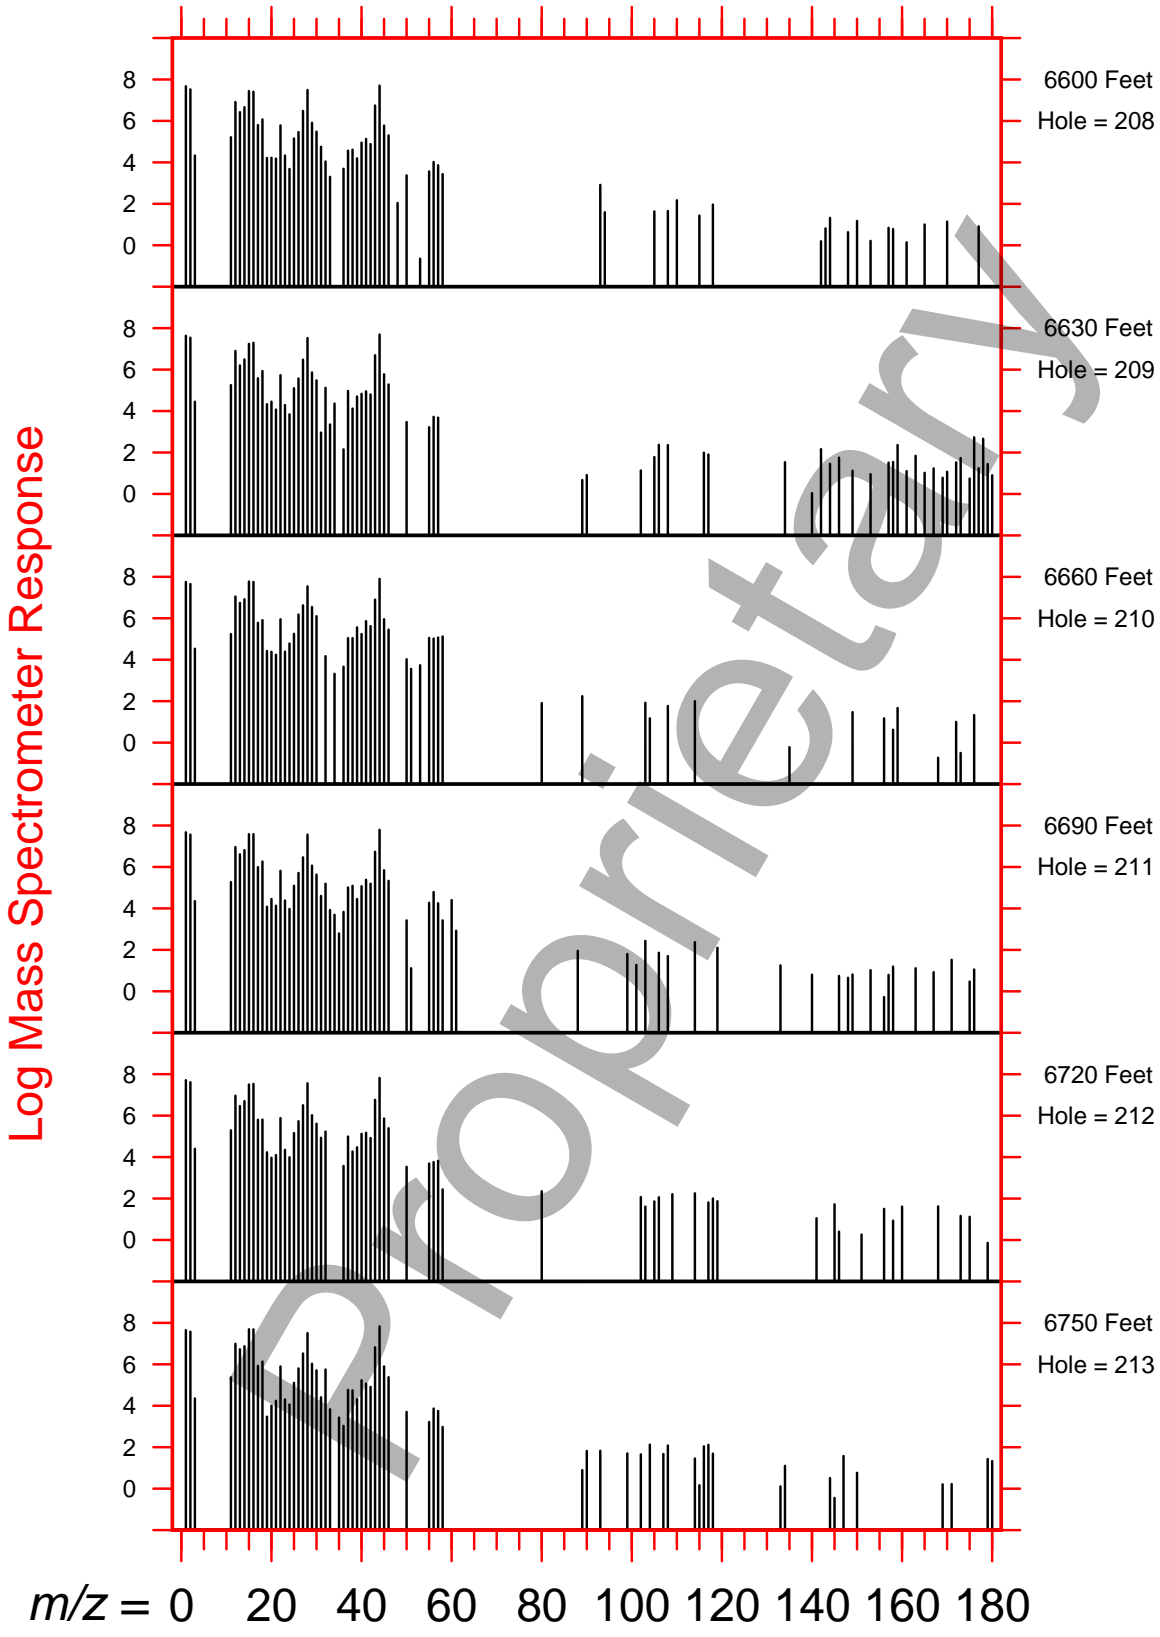 8
6
4
2
0
6600 Feet
Hole = 208
8
6
4
2
0
6630 Feet
Hole = 209
8
6
4
2
0
6660 Feet
Hole = 210
8
6
4
2
0
6690 Feet
Hole = 211
8
6
4
2
0
6720 Feet
Hole = 212
8
6
4
2
0
6750 Feet
Hole = 213
Log Mass Spectrometer Response
Proprietary
m/z = 0 20 40 60 80 100 120 140 160 180